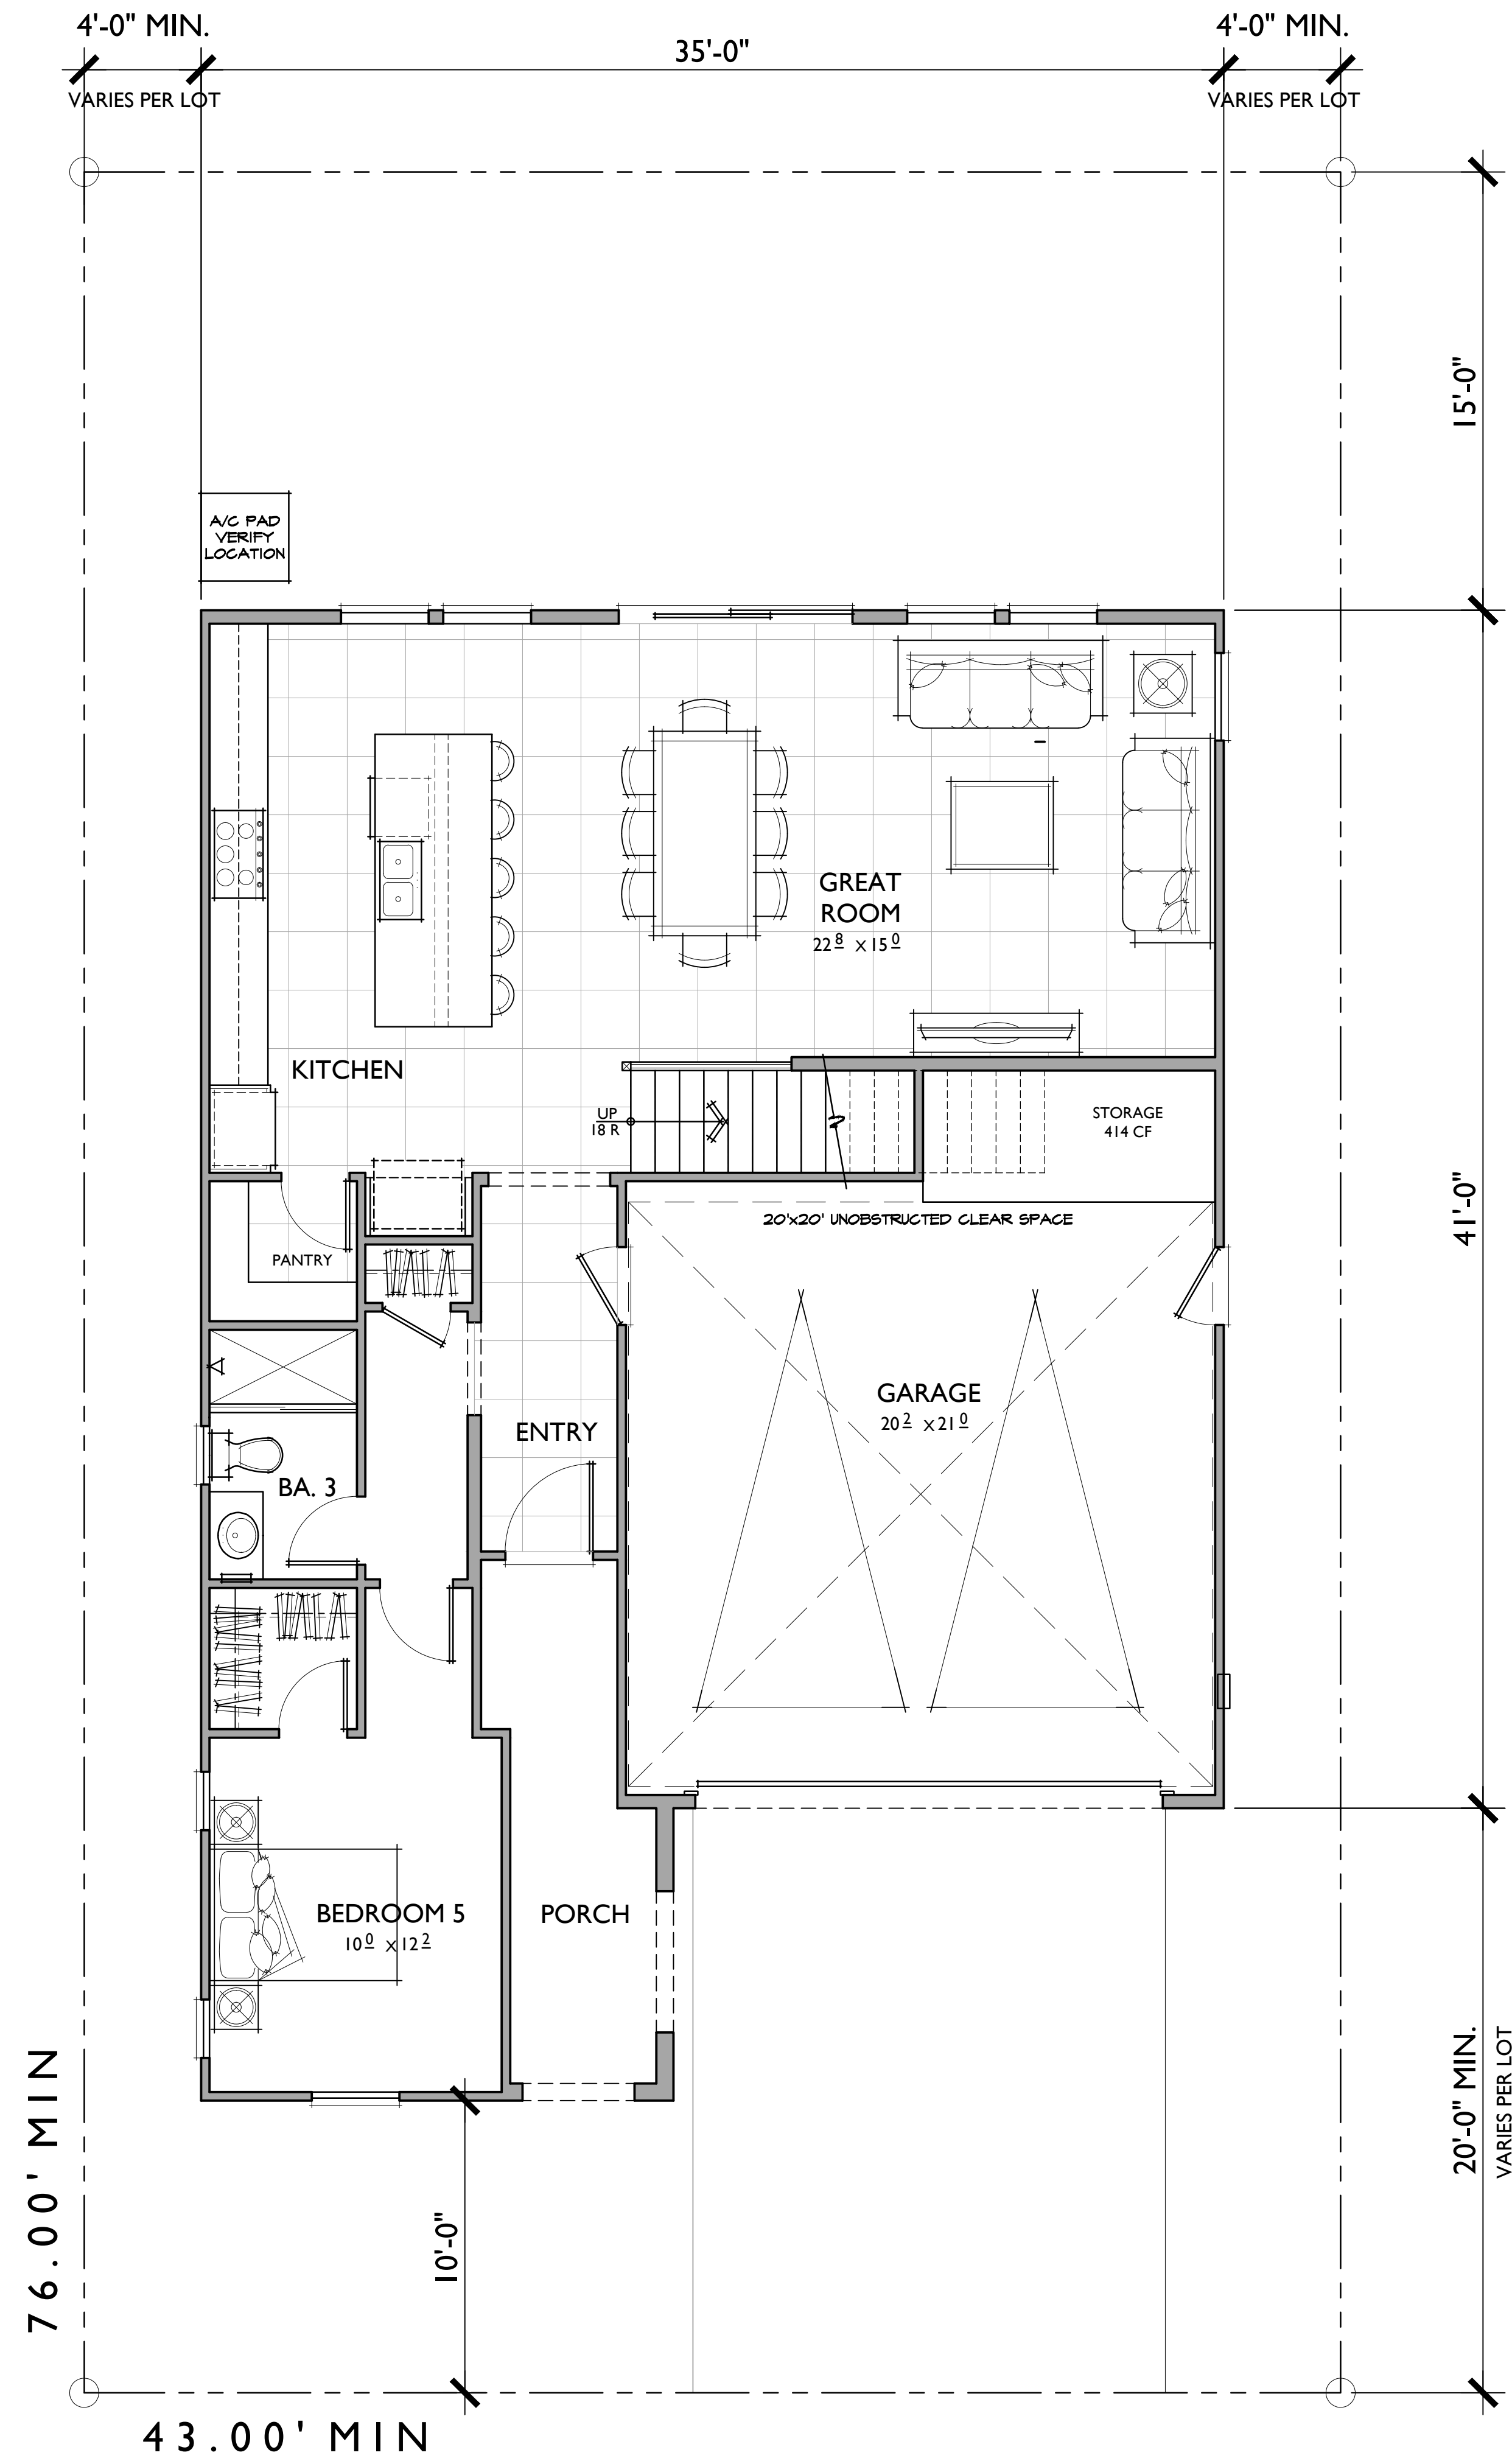 4'-0" MIN.
35'-0"
4'-0" MIN.
VARIES PER LOT
VARIES PER LOT
15'-0"
A/C PAD
VERIFY
LOCATION
GREAT
ROOM
22 8 X 15 0
KITCHEN
UP
18 R
STORAGE
414 CF
20'x20' UNOBSTRUCTED CLEAR SPACE
41'-0"
PANTRY
GARAGE
20 2 X 21 0
ENTRY
BA. 3
BEDROOM 5
10 0 X 12 2
PORCH
20'-0" MIN.
VARIES PER LOT
76.00' MIN
10'-0"
43.00' MIN